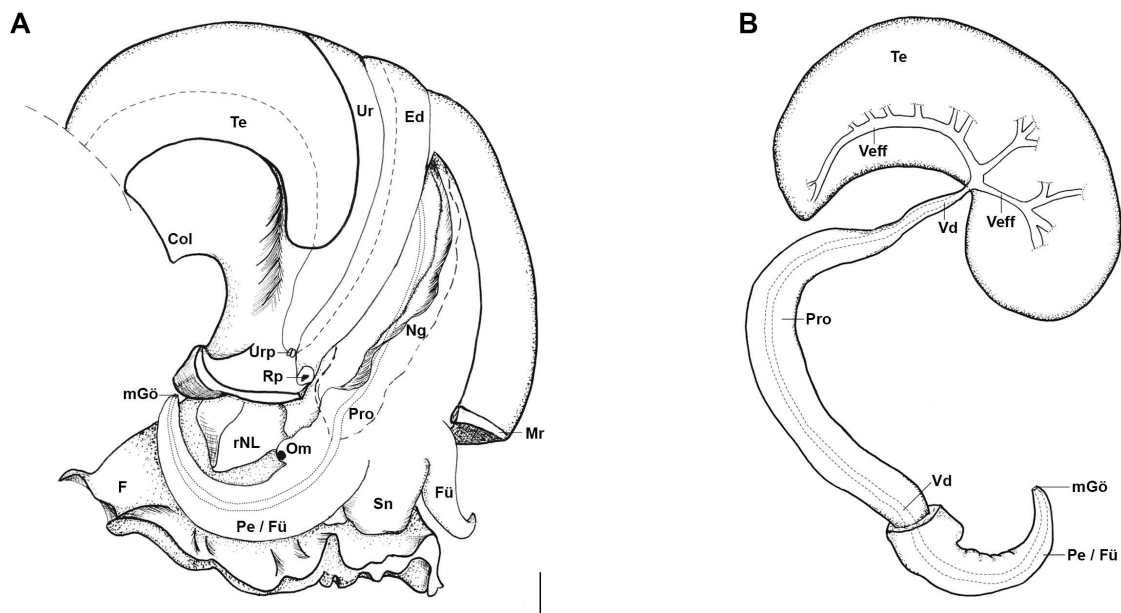 A
Te
Ur
Ed
Col
Urp
Rp
Ng
mGö
Pro
rNL
Om
Mr
F
Sn
Fü
Pe / Fü
B
Te
Veff
Veff
Vd
Pro
Vd
mGö
Pe / Fü